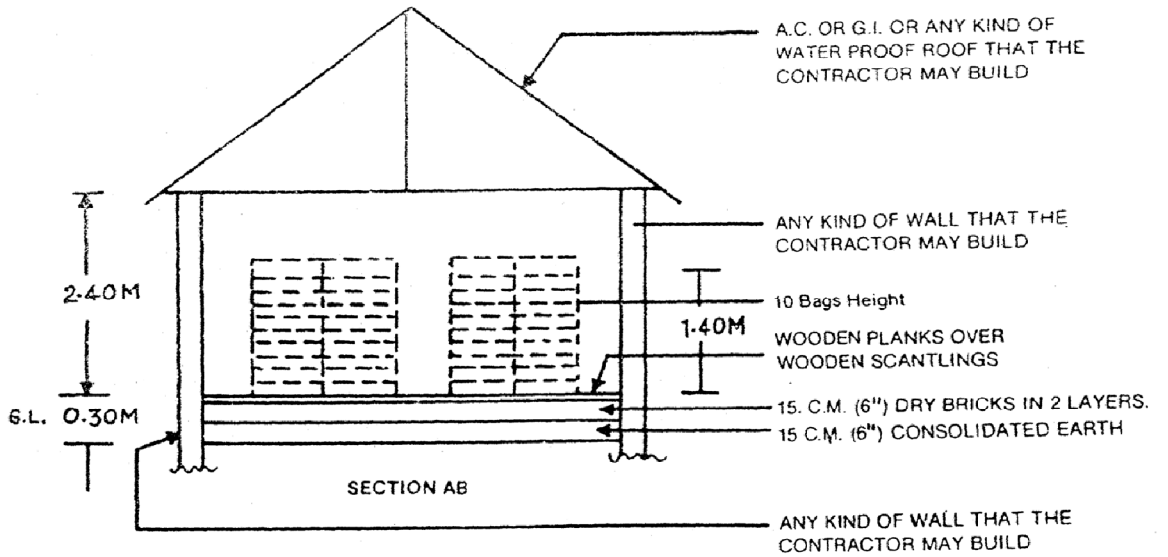 A.C. OR G.I. OR ANY KIND OF
WATER PROOF ROOF THAT THE
CONTRACTOR MAY BUILD
ANY KIND OF WALL THAT THE
CONTRACTOR MAY BUILD
2.40M
10 Bags Height
1.40M
WOODEN PLANKS OVER
WOODEN SCANTLINGS
G.L. 0.30M
15. C.M. (6") DRY BRICKS IN 2 LAYERS.
15 C.M. (6") CONSOLIDATED EARTH
SECTION AB
ANY KIND OF WALL THAT THE
CONTRACTOR MAY BUILD